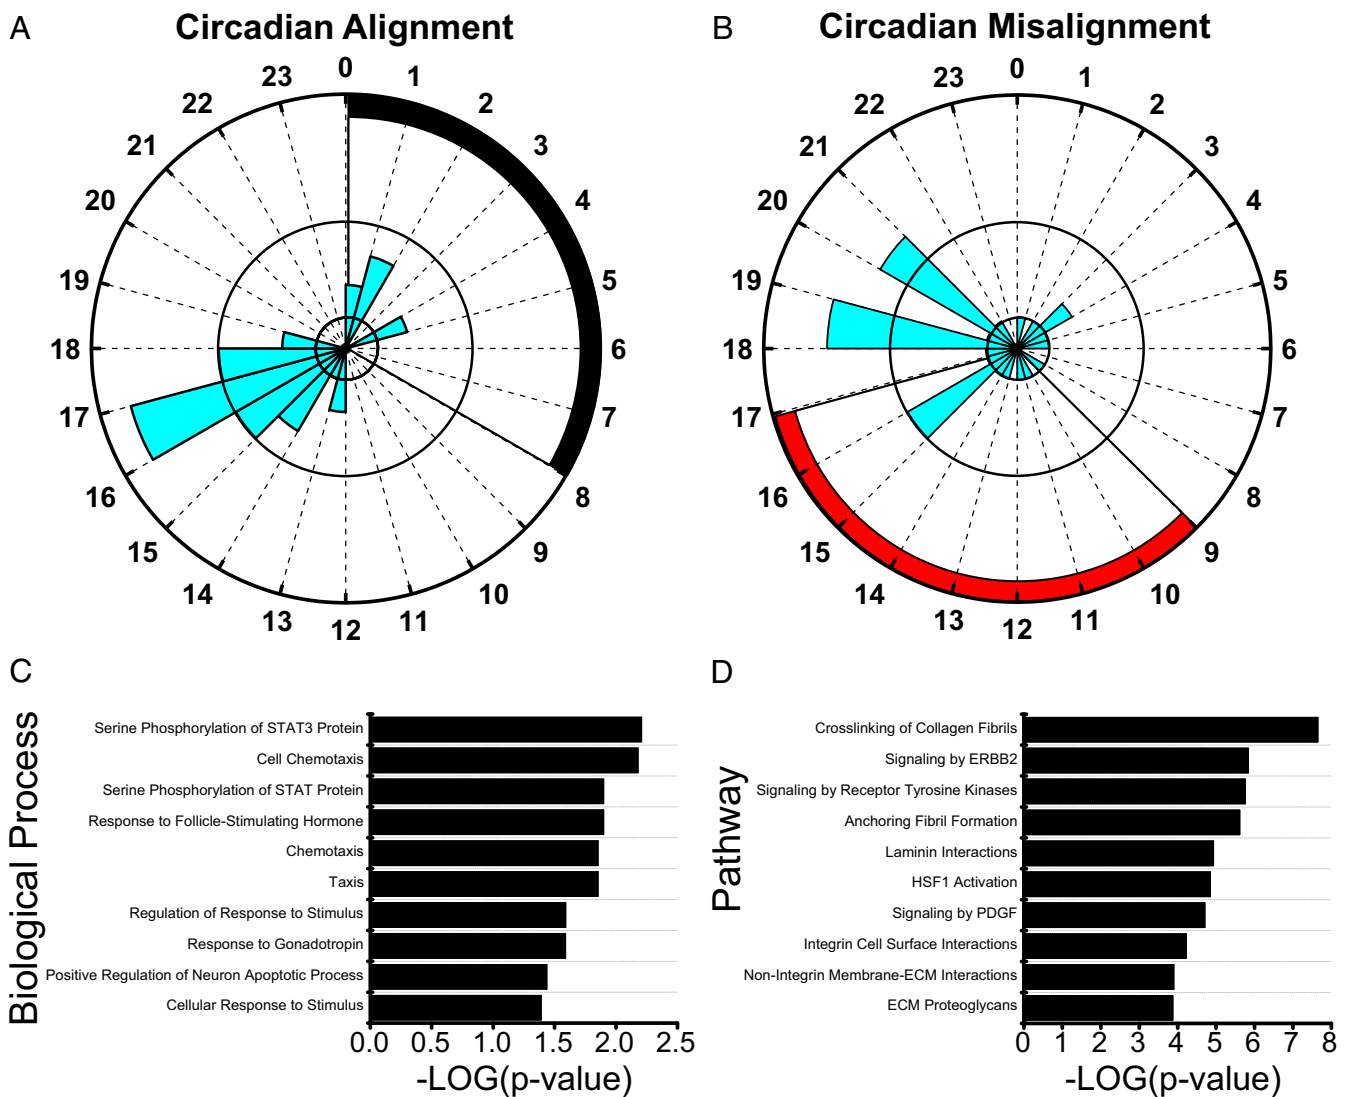 A
Circadian Alignment
0
1
2
3
4
5
6
7
8
9
10
11
12
13
14
15
16
17
18
19
20
21
22
23
B
Circadian Misalignment
0
1
2
3
4
5
6
7
8
9
10
11
12
13
14
15
16
17
18
19
20
21
22
23
C
Biological Process
Serine Phosphorylation of STAT3 Protein
Cell Chemotaxis
Serine Phosphorylation of STAT Protein
Response to Follicle-Stimulating Hormone
Chemotaxis
Taxis
Regulation of Response to Stimulus
Response to Gonadotropin
Positive Regulation of Neuron Apoptotic Process
Cellular Response to Stimulus
0.0 0.5 1.0 1.5 2.0 2.5
-LOG(p-value)
D
Pathway
Crosslinking of Collagen Fibrils
Signaling by ERBB2
Signaling by Receptor Tyrosine Kinases
Anchoring Fibril Formation
Laminin Interactions
HSF1 Activation
Signaling by PDGF
Integrin Cell Surface Interactions
Non-Integrin Membrane-ECM Interactions
ECM Proteoglycans
0 1 2 3 4 5 6 7 8
-LOG(p-value)